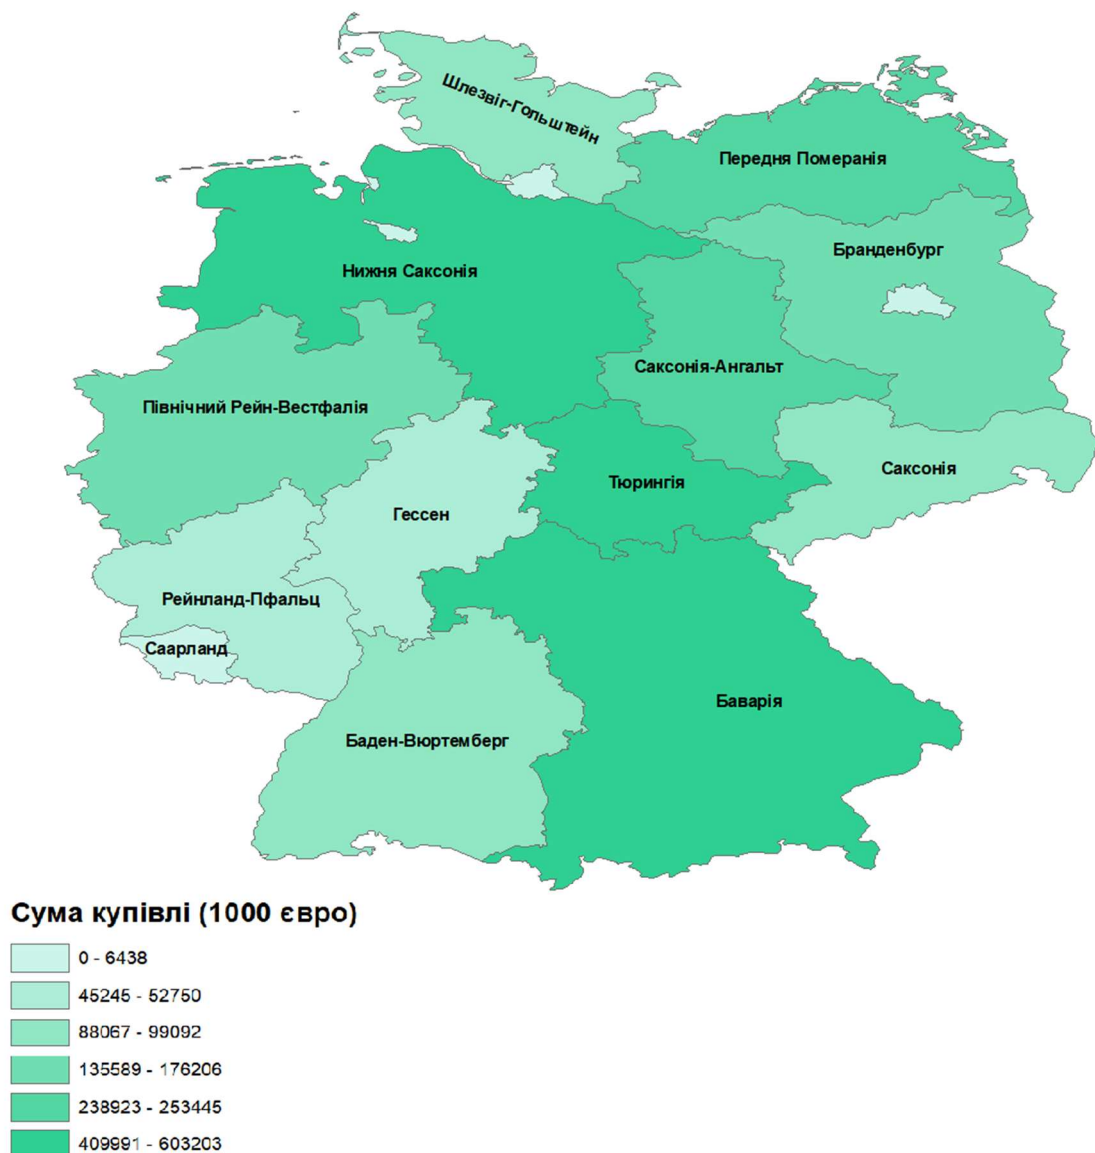 Шлезвіг-Гольштейн
Передня Померанія
Бранденбург
Нижня Саксонія
Саксонія-Ангальт
Північний Рейн-Вестфалія
Саксонія
Тюрингія
Гессен
Рейнланд-Пфальц
Саарланд
Баварія
Баден-Вюртемберг
Сума купівлі (1000 євро)
0 - 6438
45245 - 52750
88067 - 99092
135589 - 176206
238923 - 253445
409991 - 603203